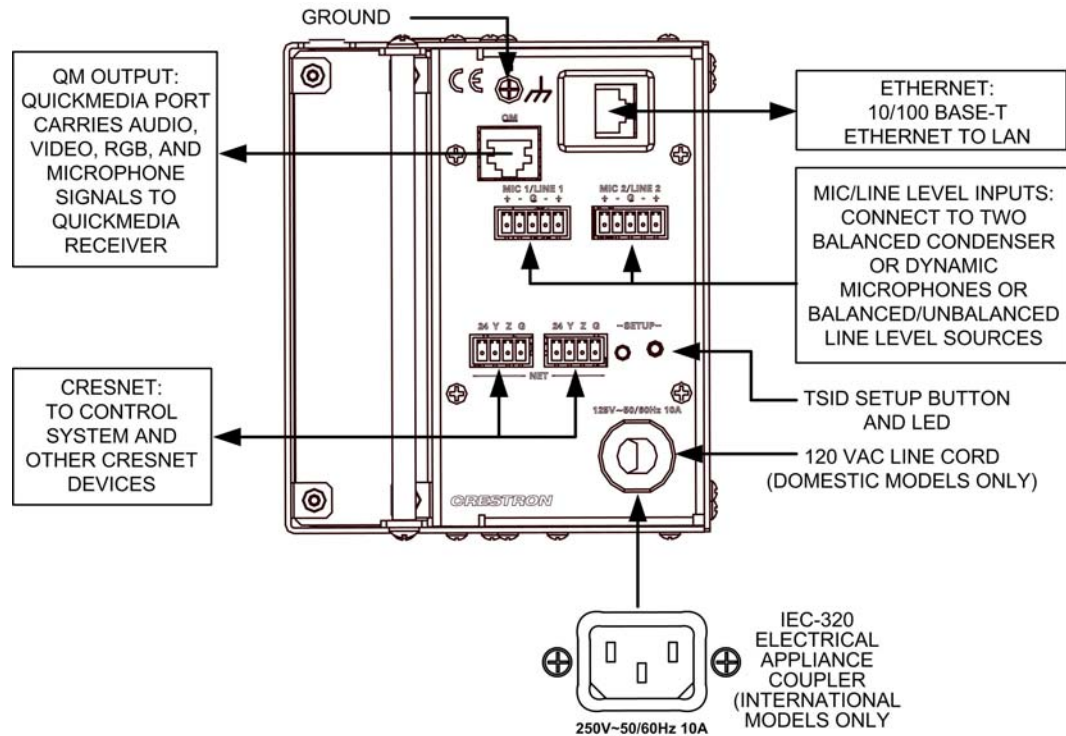 GROUND
QM OUTPUT:
QUICKMEDIA PORT
CARRIES AUDIO,
VIDEO, RGB, AND
MICROPHONE
SIGNALS TO
QUICKMEDIA
RECEIVER
CE
QM
ETHERNET:
10/100 BASE-T
ETHERNET TO LAN
MIC 1/LINE 1
+ - G - +
MIC 2/LINE 2
+ - G - +
MIC/LINE LEVEL INPUTS:
CONNECT TO TWO
BALANCED CONDENSER
OR DYNAMIC
MICROPHONES OR
BALANCED/UNBALANCED
LINE LEVEL SOURCES
24 Y Z G
24 Y Z G
-SETUP-
NET
CRESNET:
TO CONTROL
SYSTEM AND
OTHER CRESNET
DEVICES
TSID SETUP BUTTON
AND LED
125V~50/60Hz 10A
120 VAC LINE CORD
(DOMESTIC MODELS ONLY)
CRESTRON
IEC-320
ELECTRICAL
APPLIANCE
COUPLER
(INTERNATIONAL
MODELS ONLY
250V~50/60Hz 10A